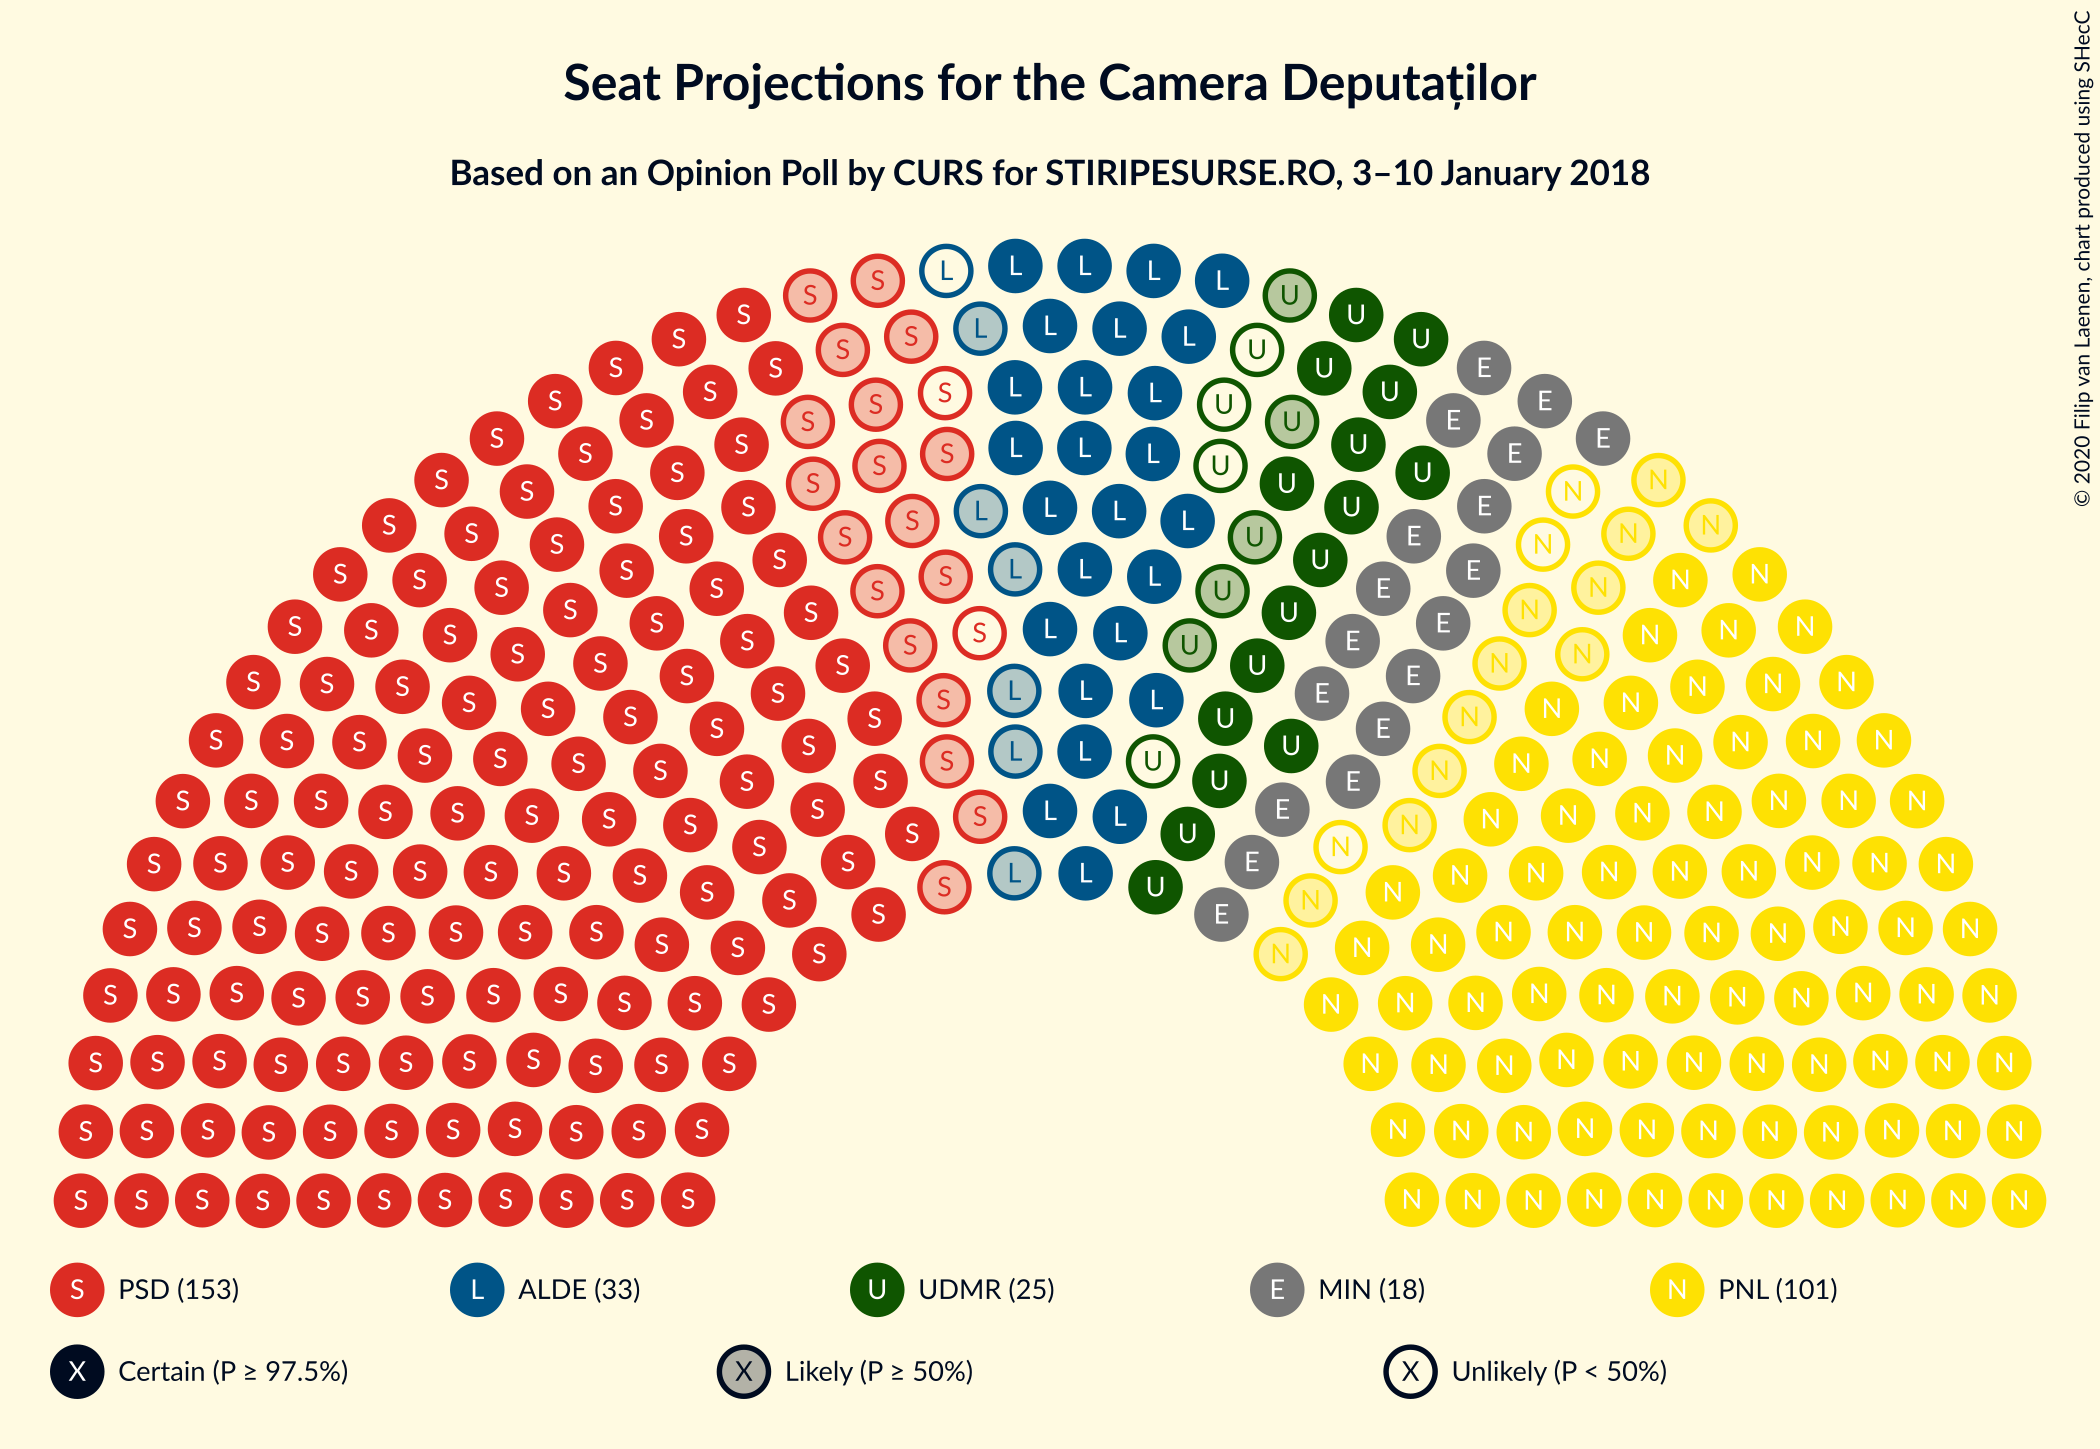 Seat Projections for the Camera Deputaților
Based on an Opinion Poll by CURS for STIRIPESURSE.RO, 3–10 January 2018
© 2020 Filip van Laenen, chart produced using SHecC
S PSD (153) L ALDE (33) U UDMR (25) E MIN (18) N PNL (101)
X Certain (P ≥ 97.5%) X Likely (P ≥ 50%) X Unlikely (P < 50%)